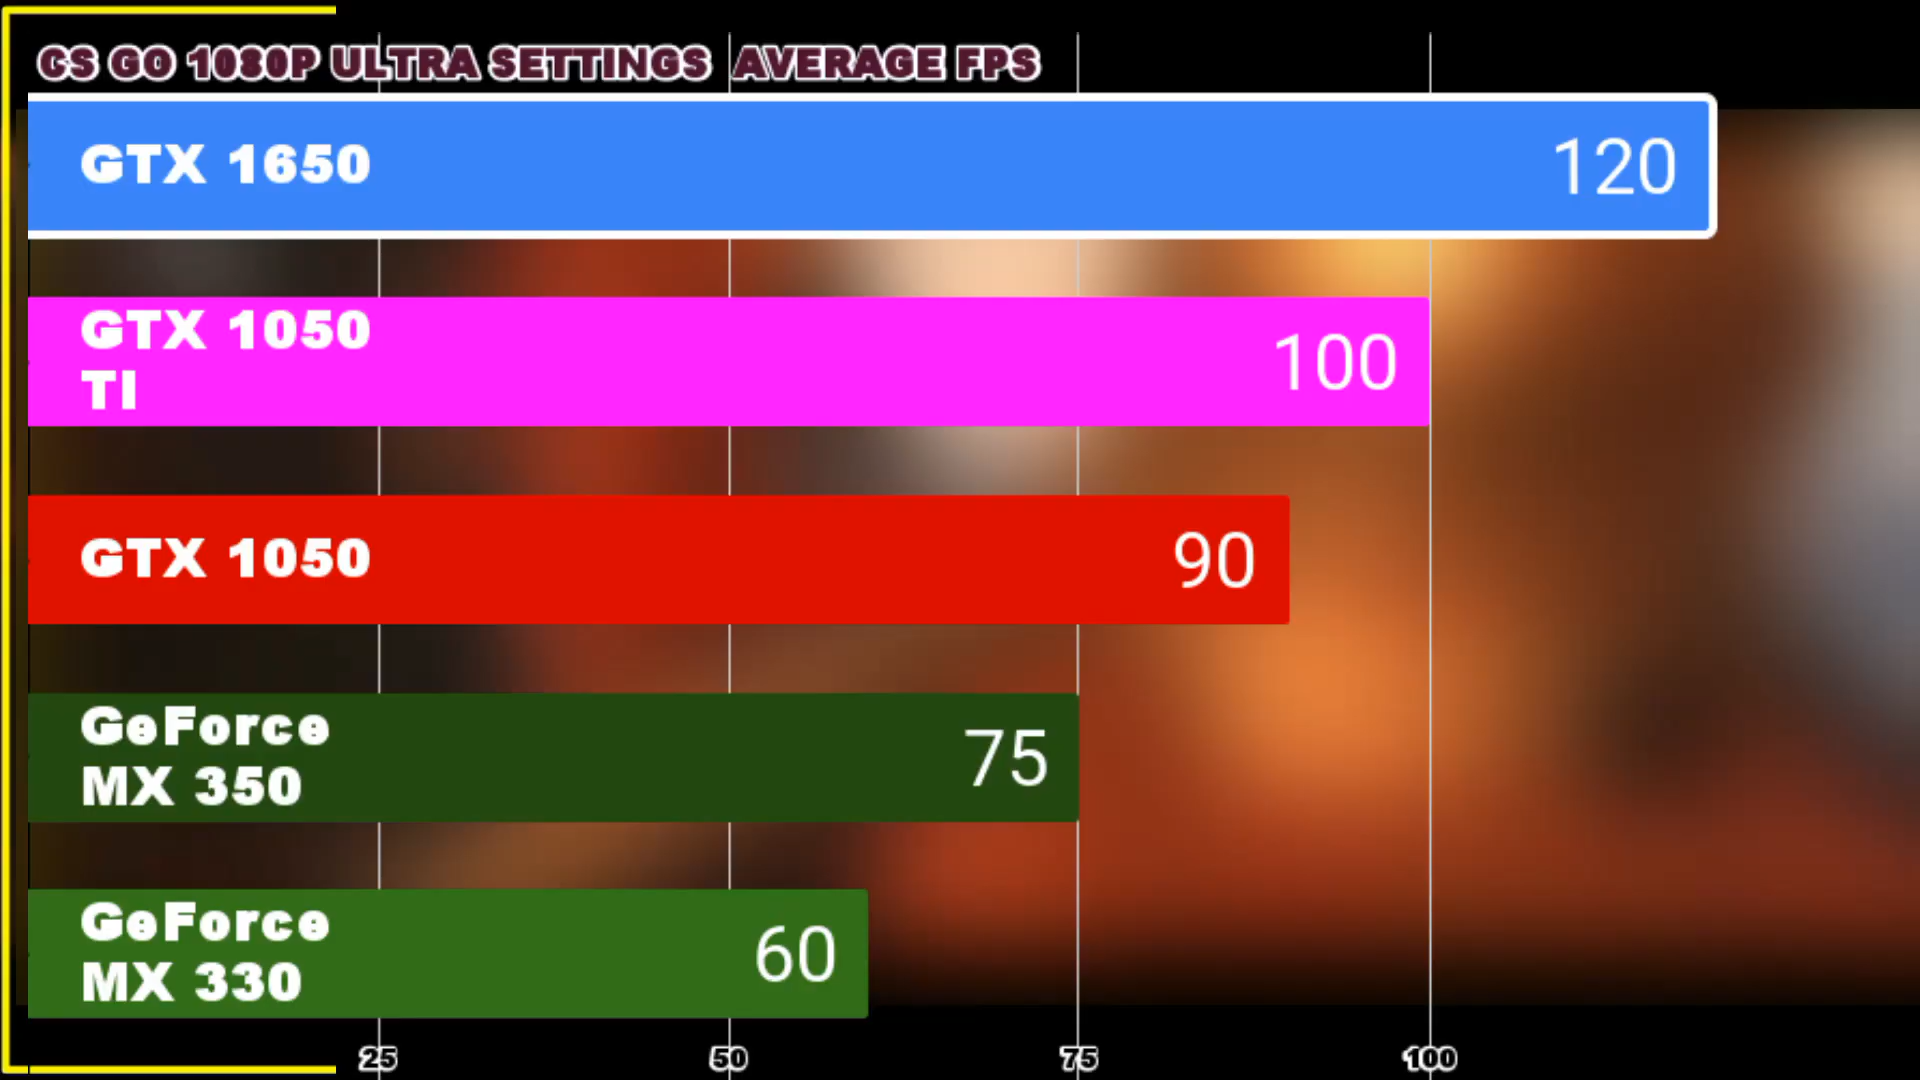 CS GO 1080P ULTRA SETTINGS AVERAGE FPS
GTX 1650
120
GTX 1050
TI
100
GTX 1050
90
GeForce
MX 350
75
GeForce
MX 330
60
25 50 75 100